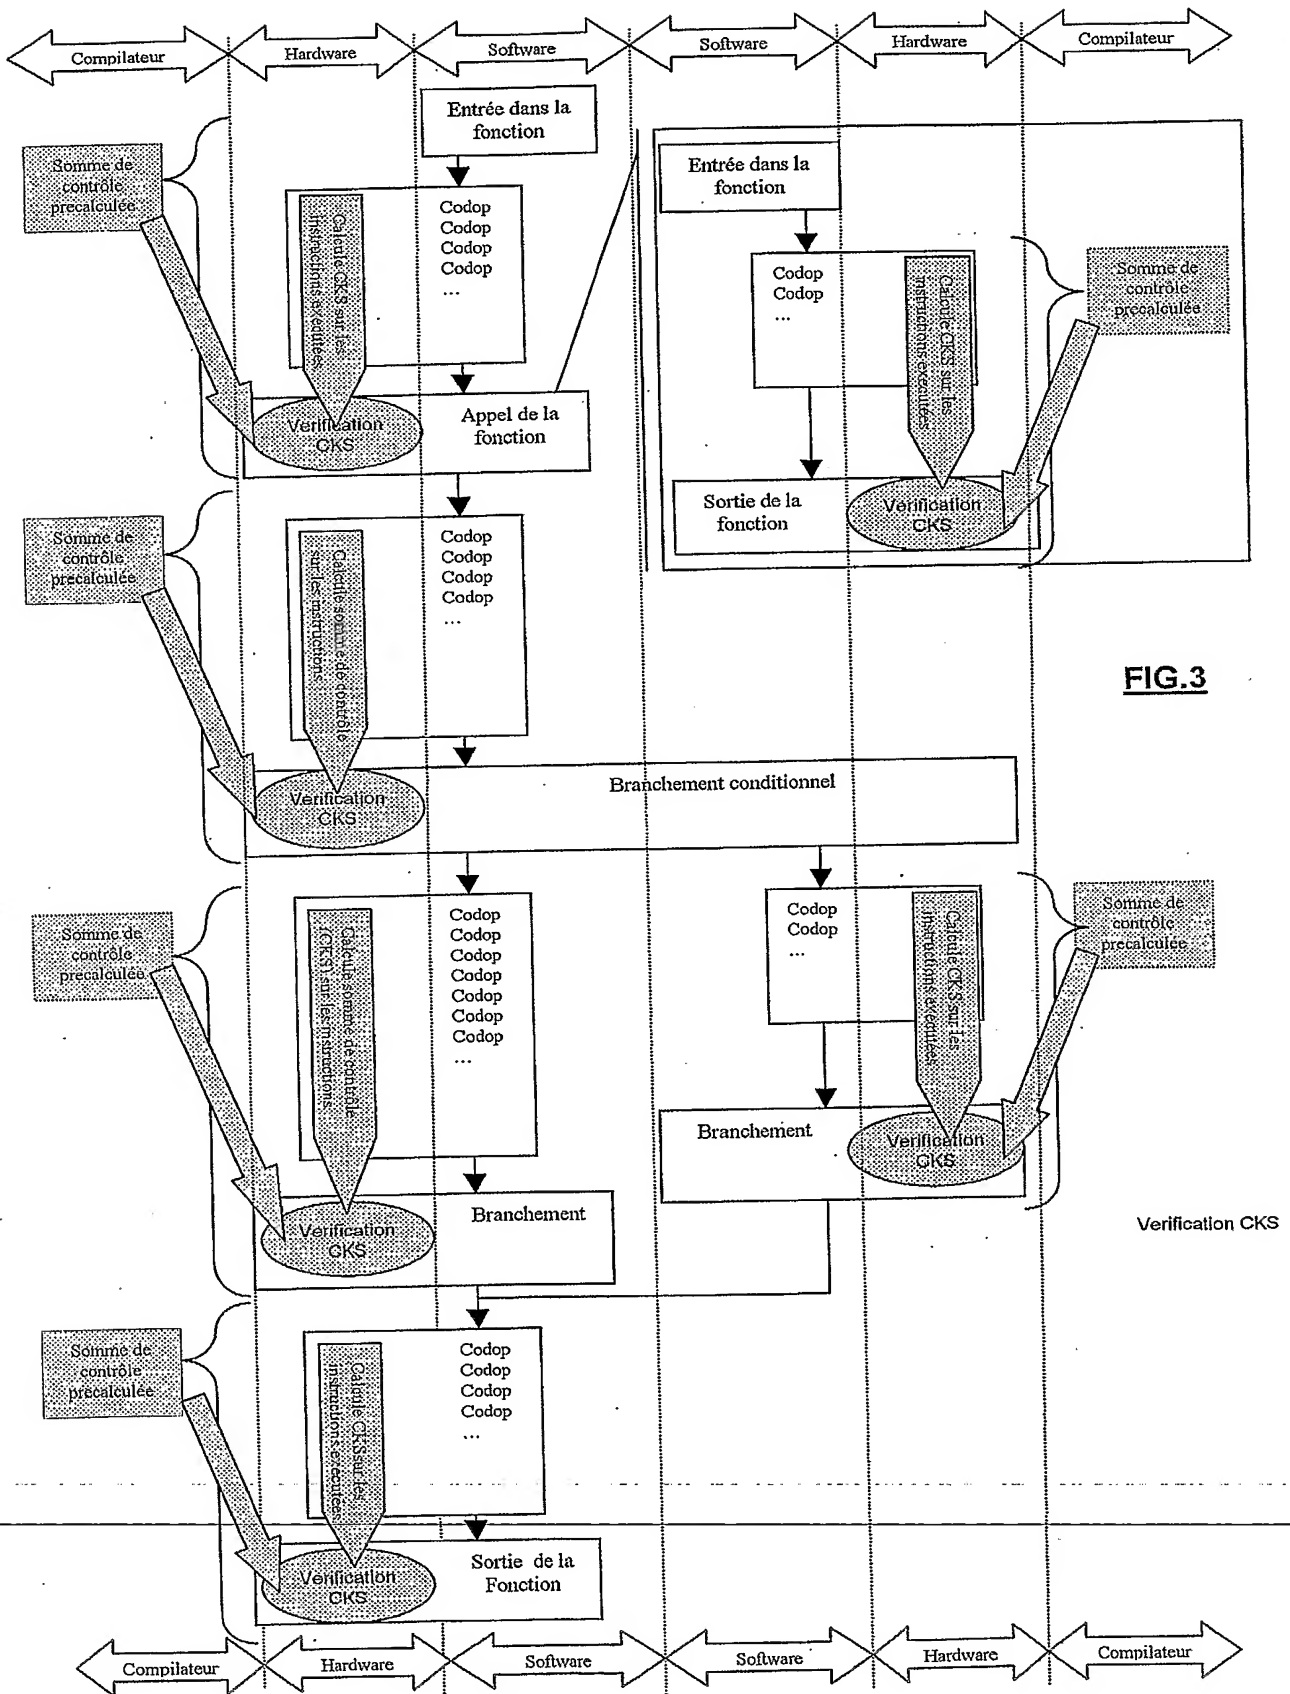 Compilateur
Hardware
Software
Software
Hardware
Compilateur
Entrée dans la
fonction
Somme de
contrôle
precalculée
Calcule CKS sur les
instructions exécutées
Codop
Codop
Codop
Codop
...
Vérification
CKS
Appel de la
fonction
Entrée dans la
fonction
Codop
Codop
...
Calcule CKS sur les
instructions exécutées
Somme de
contrôle
precalculée
Sortie de la
fonction
Vérification
CKS
Somme de
contrôle
precalculée
Calcule somme de contrôle
sur les instructions
Codop
Codop
Codop
Codop
...
FIG.3
Vérification
CKS
Branchement conditionnel
Somme de
contrôle
precalculée
Calcule somme de contrôle
(CKS) sur les instructions
Codop
Codop
Codop
Codop
Codop
Codop
Codop
...
Codop
Codop
...
Calcule CKS sur les
instructions exécutées
Somme de
contrôle
precalculée
Branchement
Vérification
CKS
Vérification
CKS
Branchement
Verification CKS
Somme de
contrôle
precalculée
Calcule CKS sur les
instructions exécutées
Codop
Codop
Codop
Codop
...
Vérification
CKS
Sortie de la
Fonction
Compilateur
Hardware
Software
Software
Hardware
Compilateur